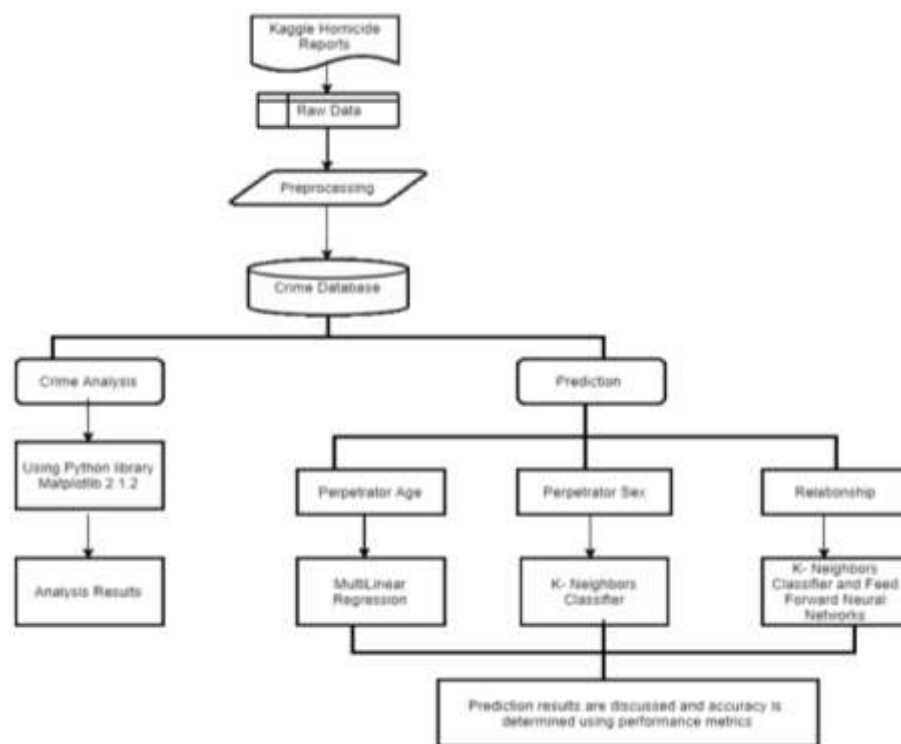 Kaggle Homicide
Reports
Raw Data
Preprocessing
Crime Database
Crime Analysis
Prediction
Using Python library
Matplotlib 2.1.2
Perpetrator Age
Perpetrator Sex
Relationship
Analysis Results
MultiLinear
Regression
K- Neighbors
Classifier
K- Neighbors
Classifier and Feed
Forward Neural
Networks
Prediction results are discussed and accuracy is
determined using performance metrics